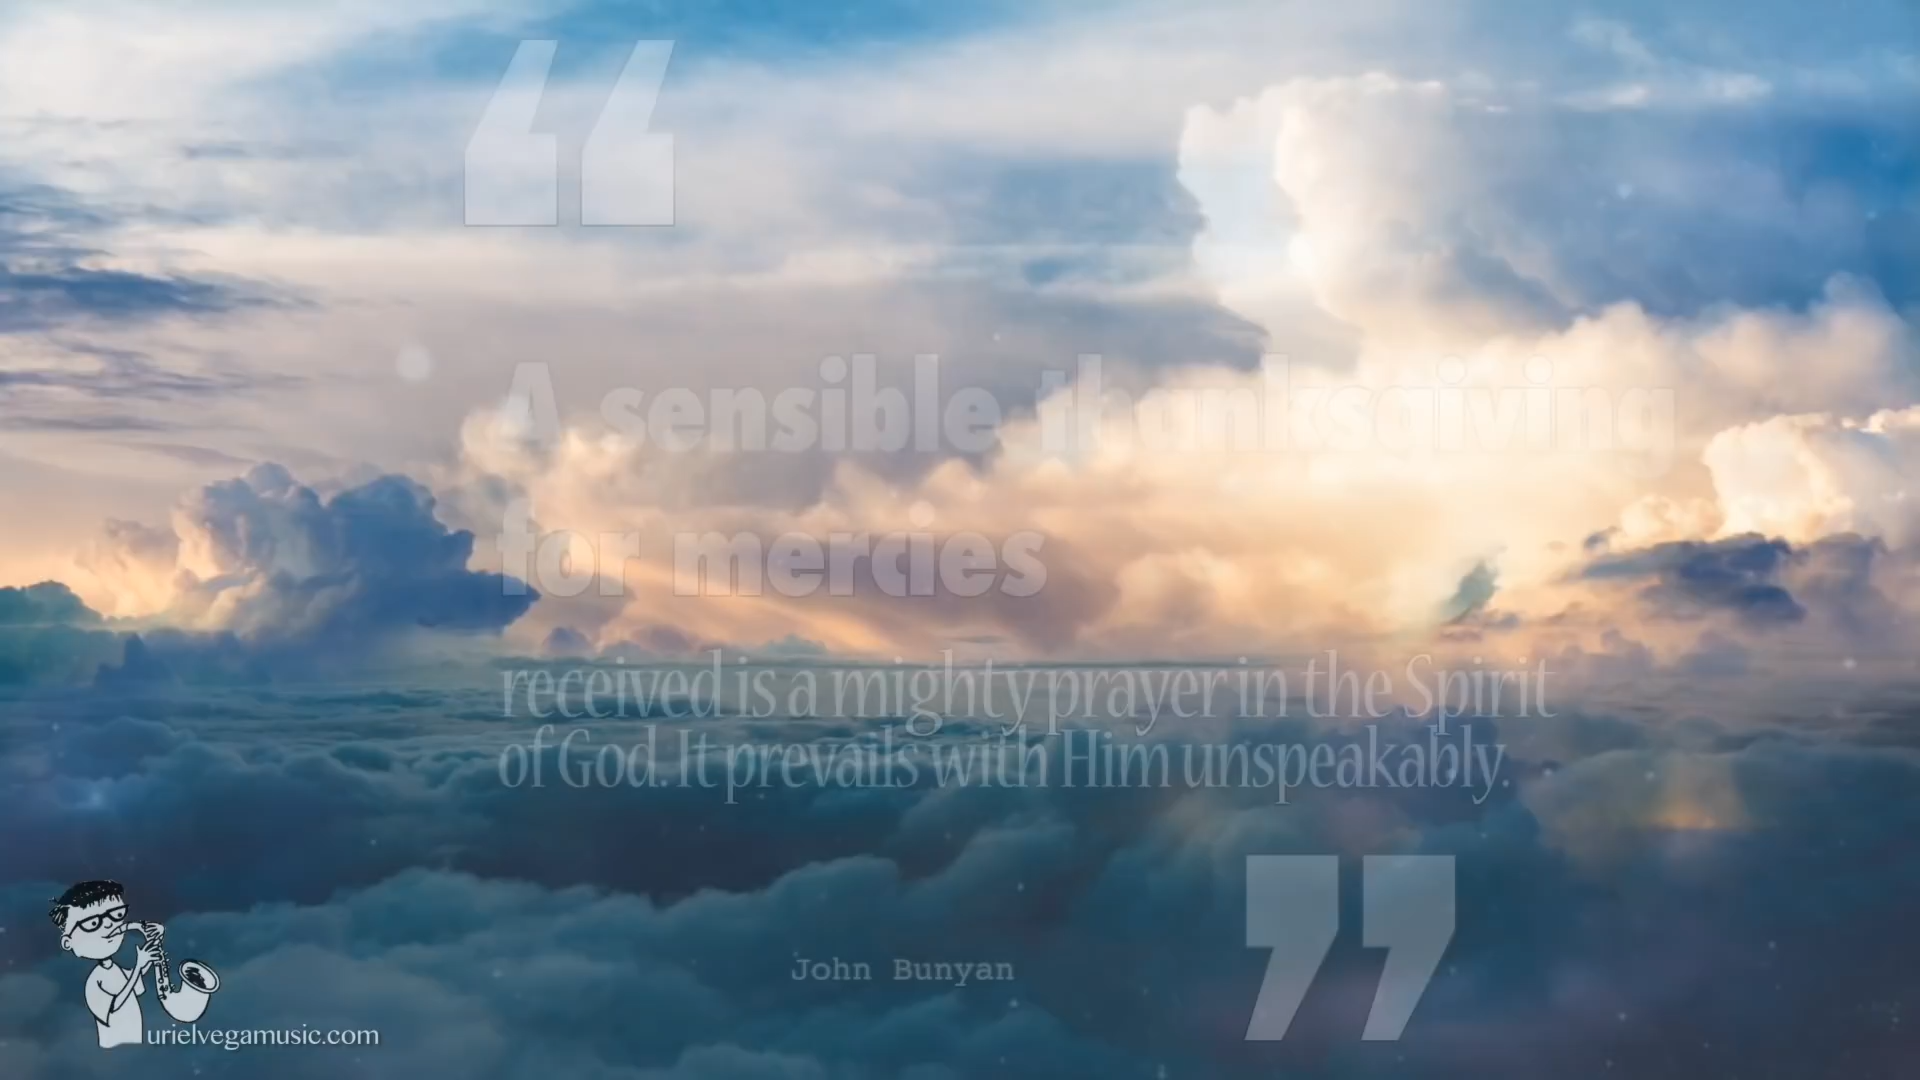 “
A sensible thanksgiving
for mercies
received is a mighty prayer in the Spirit
of God. It prevails with Him unspeakably.
”
John Bunyan
urielvegamusic.com